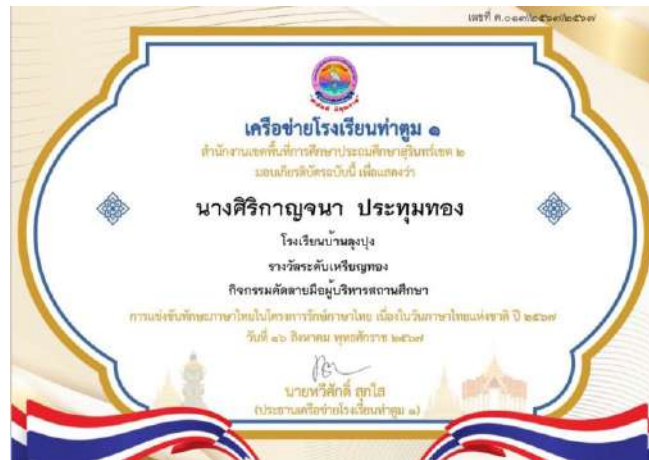 เลขที่ ค.๐๑๗/๒๕๖๗/๒๕๖๗
เครือข่ายโรงเรียนท่าตูม ๑
สำนักงานเขตพื้นที่การศึกษาประถมศึกษาสุรินทร์เขต ๒
มอบเกียรติบัตรฉบับนี้ เพื่อแสดงว่า
นางศิริกาญจนา ประทุมทอง
โรงเรียนบ้านลุงปุง
รางวัลระดับเหรียญทอง
กิจกรรมคัดลายมือผู้บริหารสถานศึกษา
การแข่งขันทักษะภาษาไทยในโครงการรักษ์ภาษาไทย เนื่องในวันภาษาไทยแห่งชาติ ปี ๒๕๖๗
วันที่ ๑๖ สิงหาคม พุทธศักราช ๒๕๖๗
นายทวีศักดิ์ สุกใส
(ประธานเครือข่ายโรงเรียนท่าตูม ๑)